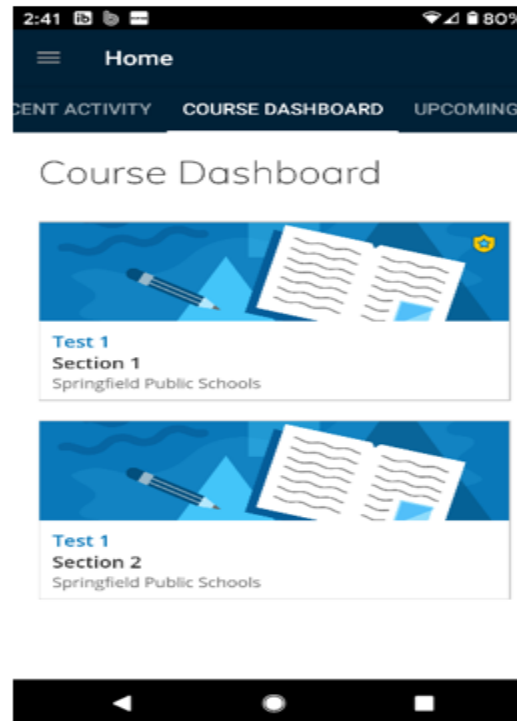 2:41
80%
Home
CENT ACTIVITY COURSE DASHBOARD UPCOMING
Course Dashboard
Test 1
Section 1
Springfield Public Schools
Test 1
Section 2
Springfield Public Schools